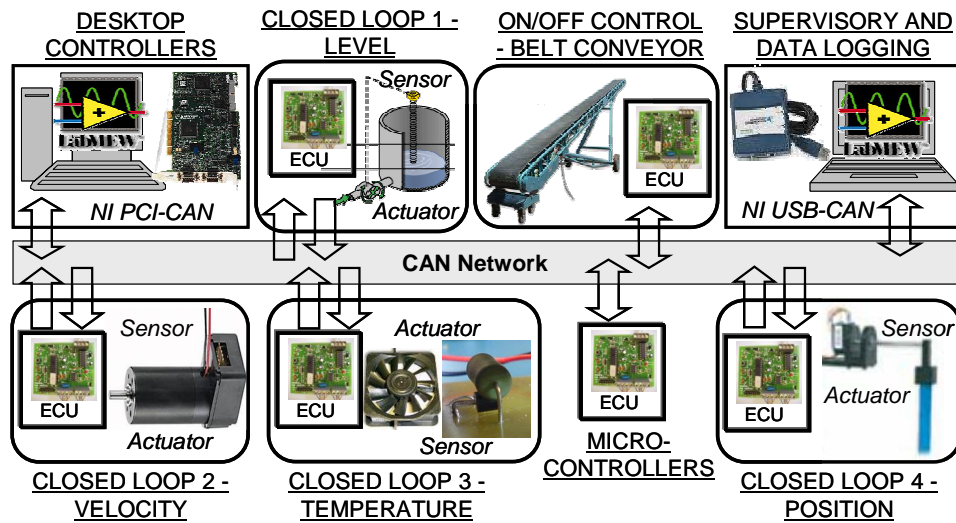 DESKTOP
CONTROLLERS
LabVIEW
NI PCI-CAN
CLOSED LOOP 1 -
LEVEL
Sensor
ECU
Actuator
ON/OFF CONTROL
- BELT CONVEYOR
ECU
SUPERVISORY AND
DATA LOGGING
LabVIEW
NI USB-CAN
CAN Network
Sensor
ECU
Actuator
CLOSED LOOP 2 -
VELOCITY
Actuator
ECU
Sensor
CLOSED LOOP 3 -
TEMPERATURE
ECU
MICRO-
CONTROLLERS
Sensor
ECU
Actuator
CLOSED LOOP 4 -
POSITION